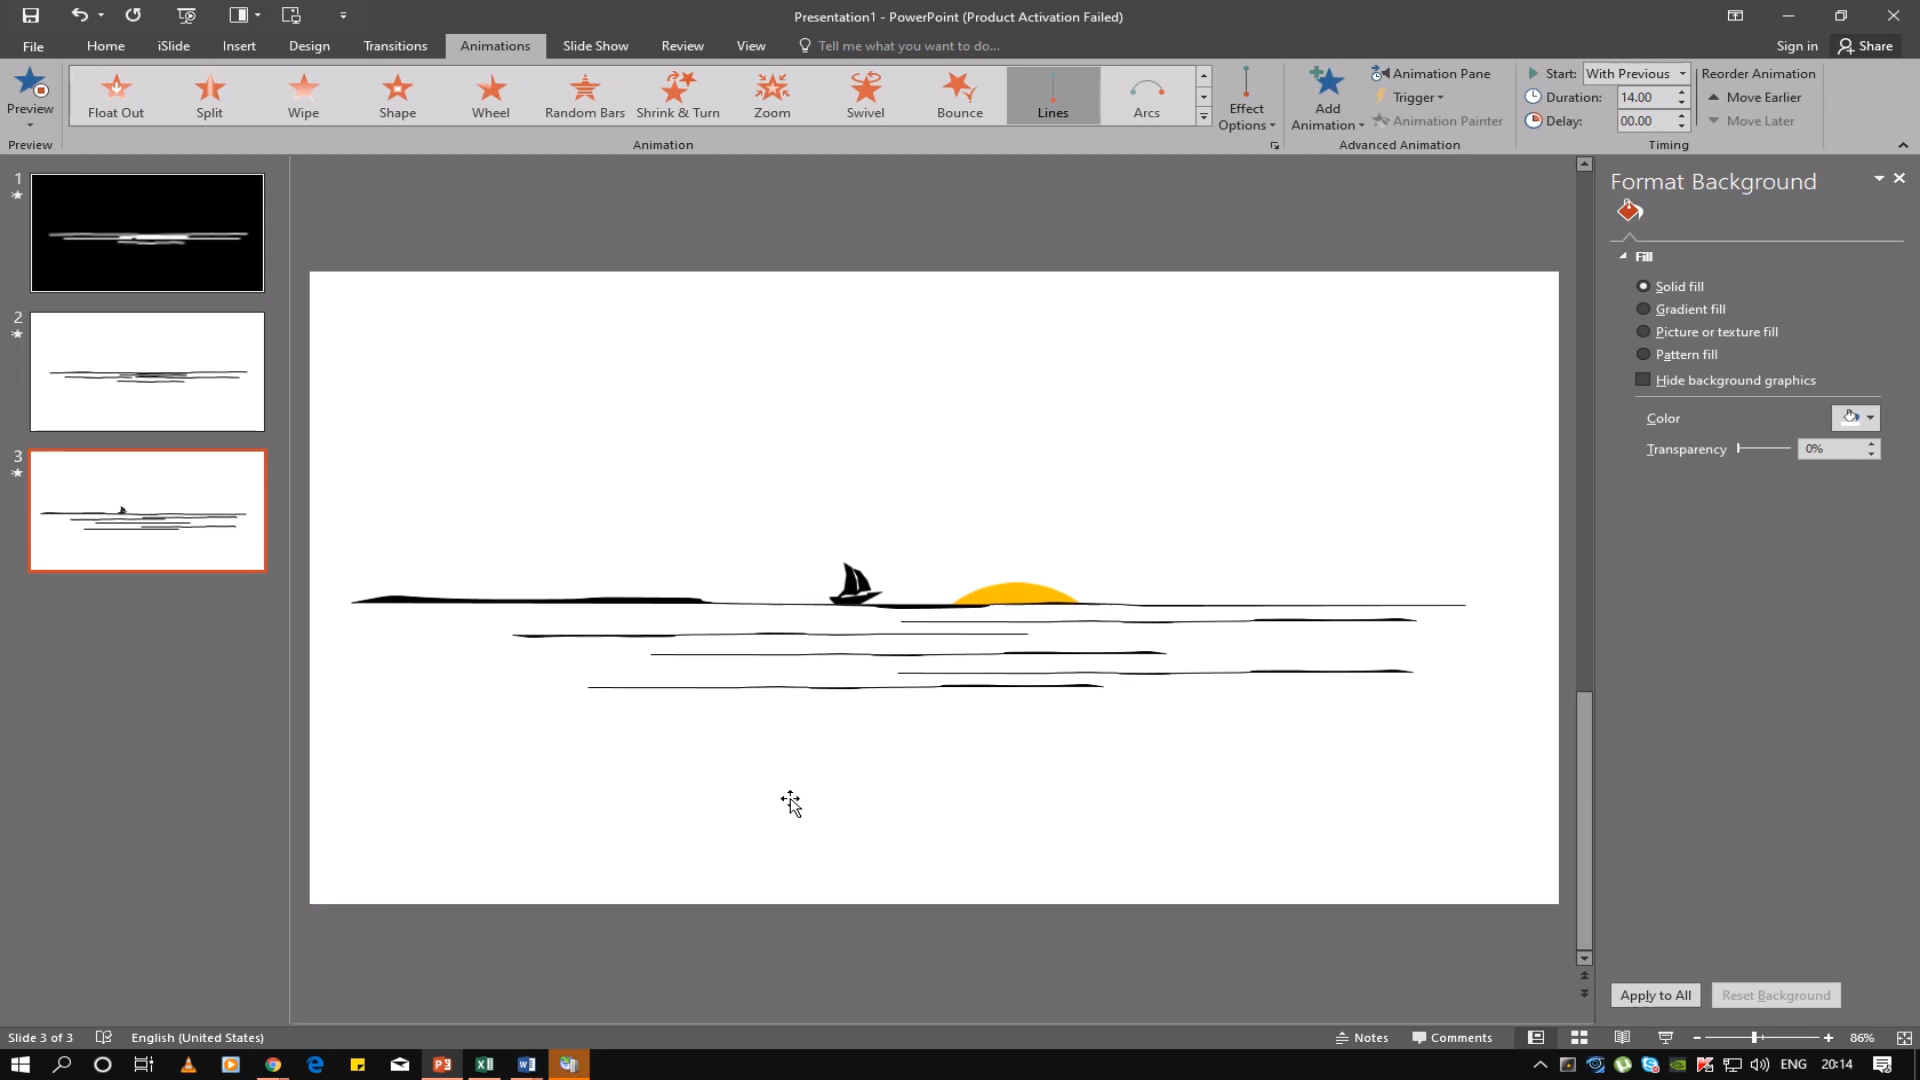 Presentation1 - PowerPoint (Product Activation Failed)
File Home iSlide Insert Design Transitions Animations Slide Show Review View Tell me what you want to do... Sign in Share
Preview Float Out Split Wipe Shape Wheel Random Bars Shrink & Turn Zoom Swivel Bounce Lines Arcs Effect Options Add Animation
Animation Pane
Trigger
Animation Painter
Start: With Previous
Duration: 14.00
Delay: 00.00
Reorder Animation
Move Earlier
Move Later
Preview Animation Advanced Animation Timing
1
2
3
Format Background
Fill
Solid fill
Gradient fill
Picture or texture fill
Pattern fill
Hide background graphics
Color
Transparency 0%
Apply to All Reset Background
Slide 3 of 3 English (United States) Notes Comments 86%
ENG 20:14